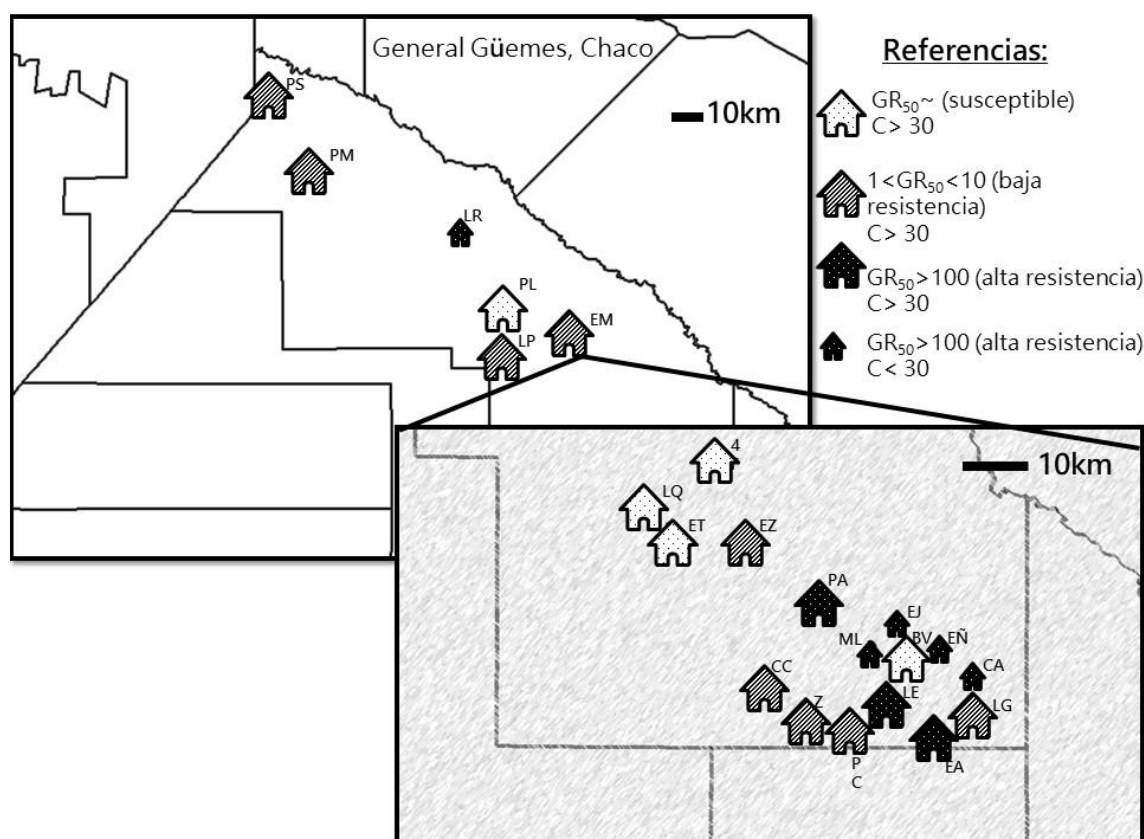 General Güemes, Chaco
10km
PS
PM
LR
PL
EM
LP
Referencias:
GR₅₀~ (susceptible)
C> 30
1<GR₅₀<10 (baja
resistencia)
C> 30
GR₅₀>100 (alta resistencia)
C> 30
GR₅₀>100 (alta resistencia)
C< 30
4
10km
LQ
ET
EZ
PA
EJ
ML
BV
EÑ
CA
CC
LE
Z
LG
P
C
EA